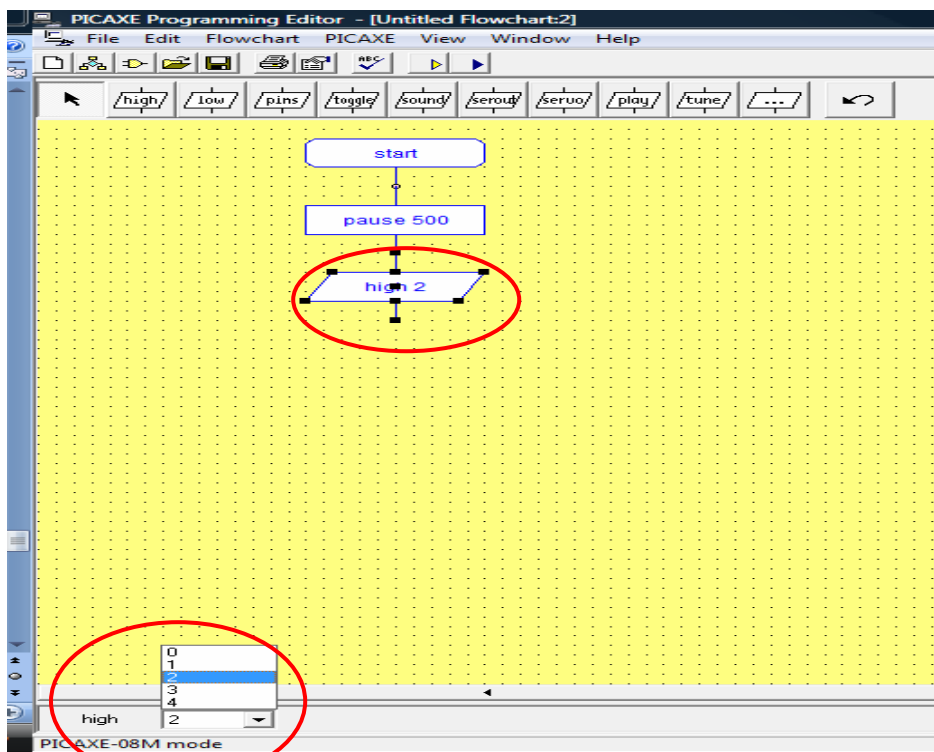 PICAXE Programming Editor - [Untitled Flowchart:2]
File Edit Flowchart PICAXE View Window Help
ABC
high low pins toggle sound serout servo play tune ...
start
pause 500
high 2
0
1
2
3
4
high 2
PICAXE-08M mode